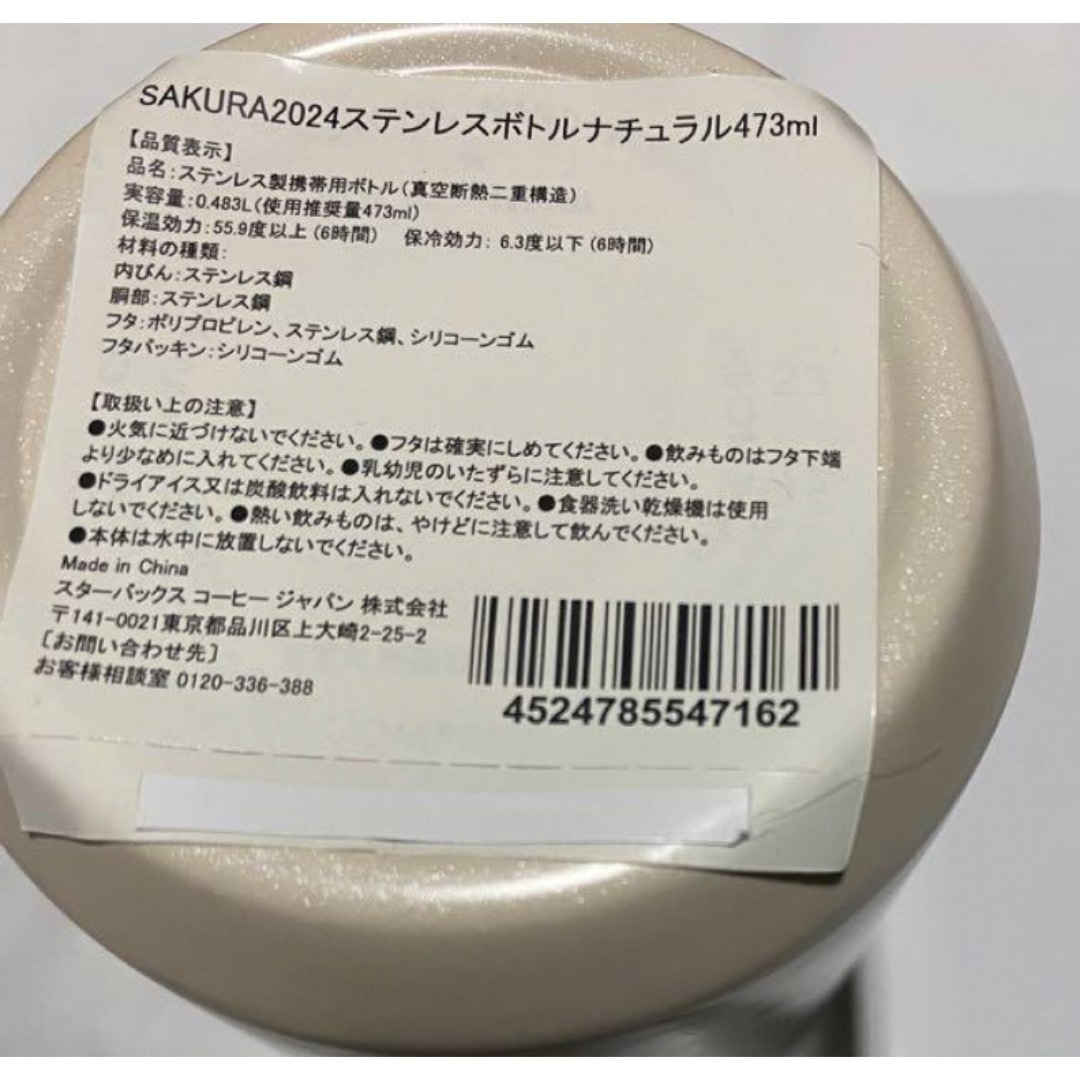 SAKURA2024ステンレスボトルナチュラル473ml
【品質表示】
品名:ステンレス製携帯用ボトル(真空断熱二重構造)
実容量:0.483L(使用推奨量473ml)
保温効力:55.9度以上(6時間) 保冷効力: 6.3度以下(6時間)
材料の種類:
内びん:ステンレス鋼
胴部:ステンレス鋼
フタ:ポリプロピレン、ステンレス鋼、シリコーンゴム
フタパッキン:シリコーンゴム
【取扱い上の注意】
●火気に近づけないでください。●フタは確実にしめてください。●飲みものはフタ下端
より少なめに入れてください。●乳幼児のいたずらに注意してください。
●ドライアイス又は炭酸飲料は入れないでください。●食器洗い乾燥機は使用
しないでください。●熱い飲みものは、やけどに注意して飲んでください。
●本体は水中に放置しないでください。
Made in China
スターバックス コーヒー ジャパン 株式会社
〒141-0021東京都品川区上大崎2-25-2
[お問い合わせ先]
お客様相談室 0120-336-388
4524785547162